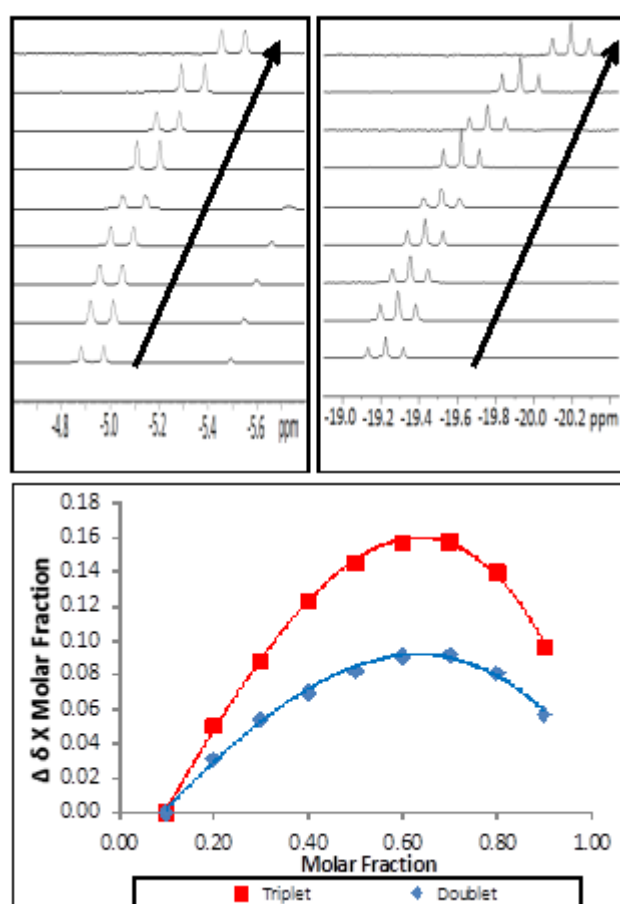 -4.8 -5.0 -5.2 -5.4 -5.6 ppm
-19.0 -19.2 -19.4 -19.6 -19.8 -20.0 -20.2 ppm
Δ δ X Molar Fraction
0.18
0.16
0.14
0.12
0.10
0.08
0.06
0.04
0.02
0.00
0.00 0.20 0.40 0.60 0.80 1.00
Molar Fraction
Triplet Doublet